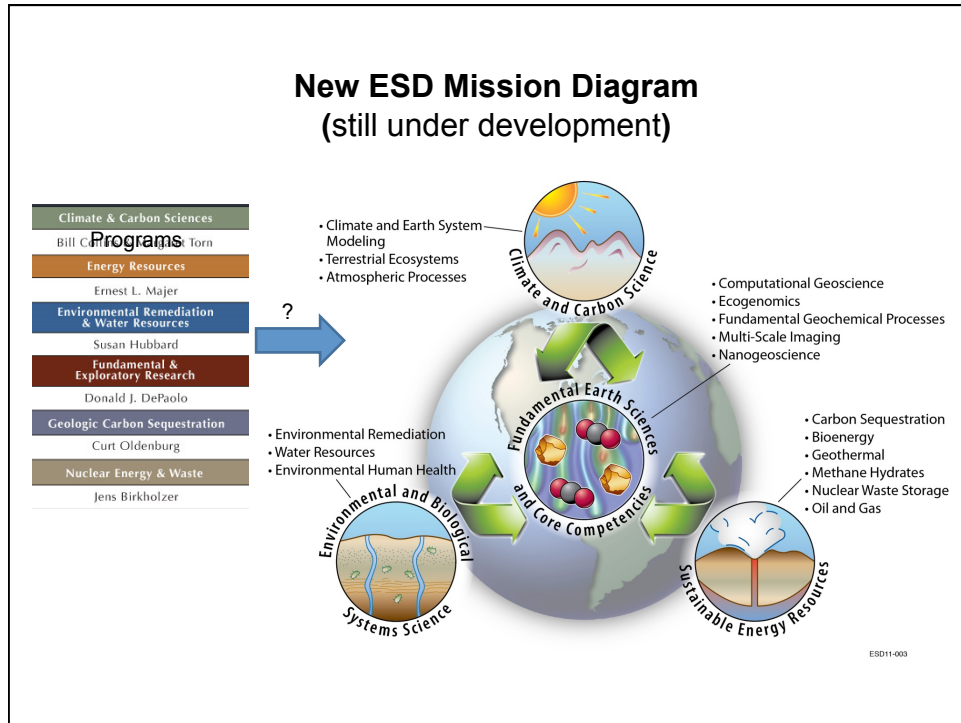 New ESD Mission Diagram
(still under development)
Climate & Carbon Sciences
Programs
Bill Collins & Margaret Torn
Energy Resources
Ernest L. Majer
Environmental Remediation
& Water Resources
Susan Hubbard
Fundamental &
Exploratory Research
Donald J. DePaolo
Geologic Carbon Sequestration
Curt Oldenburg
Nuclear Energy & Waste
Jens Birkholzer
?
• Climate and Earth System
Modeling
• Terrestrial Ecosystems
• Atmospheric Processes
Climate and Carbon Science
• Computational Geoscience
• Ecogenomics
• Fundamental Geochemical Processes
• Multi-Scale Imaging
• Nanogeoscience
Fundamental Earth Sciences
and Core Competencies
• Environmental Remediation
• Water Resources
• Environmental Human Health
Environmental and Biological
Systems Science
• Carbon Sequestration
• Bioenergy
• Geothermal
• Methane Hydrates
• Nuclear Waste Storage
• Oil and Gas
Sustainable Energy Resources
ESD11-003